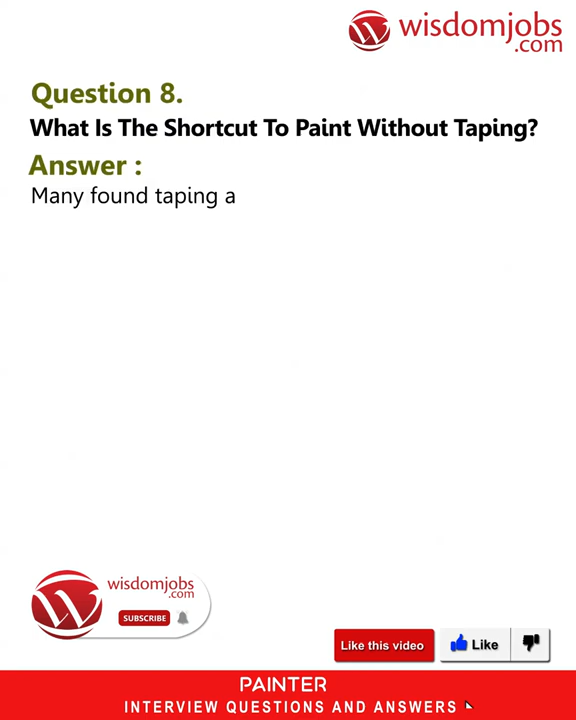 wisdomjobs
.com
Question 8.
What Is The Shortcut To Paint Without Taping?
Answer :
Many found taping a
wisdomjobs
.com
SUBSCRIBE
Like this video
Like
PAINTER
INTERVIEW QUESTIONS AND ANSWERS